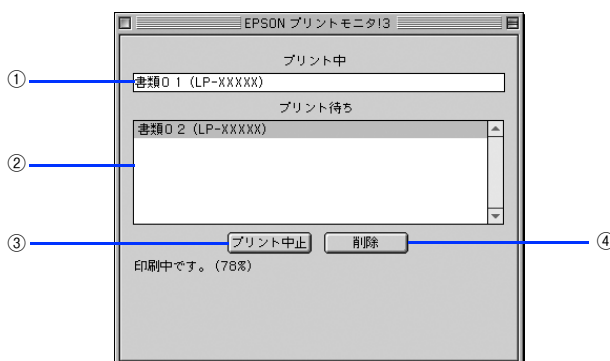 EPSON プリントモニタ!3
プリント中
① 書類０１(LP-XXXXX)
プリント待ち
書類０２(LP-XXXXX)
②
③ プリント中止 削除 ④
印刷中です。(78%)